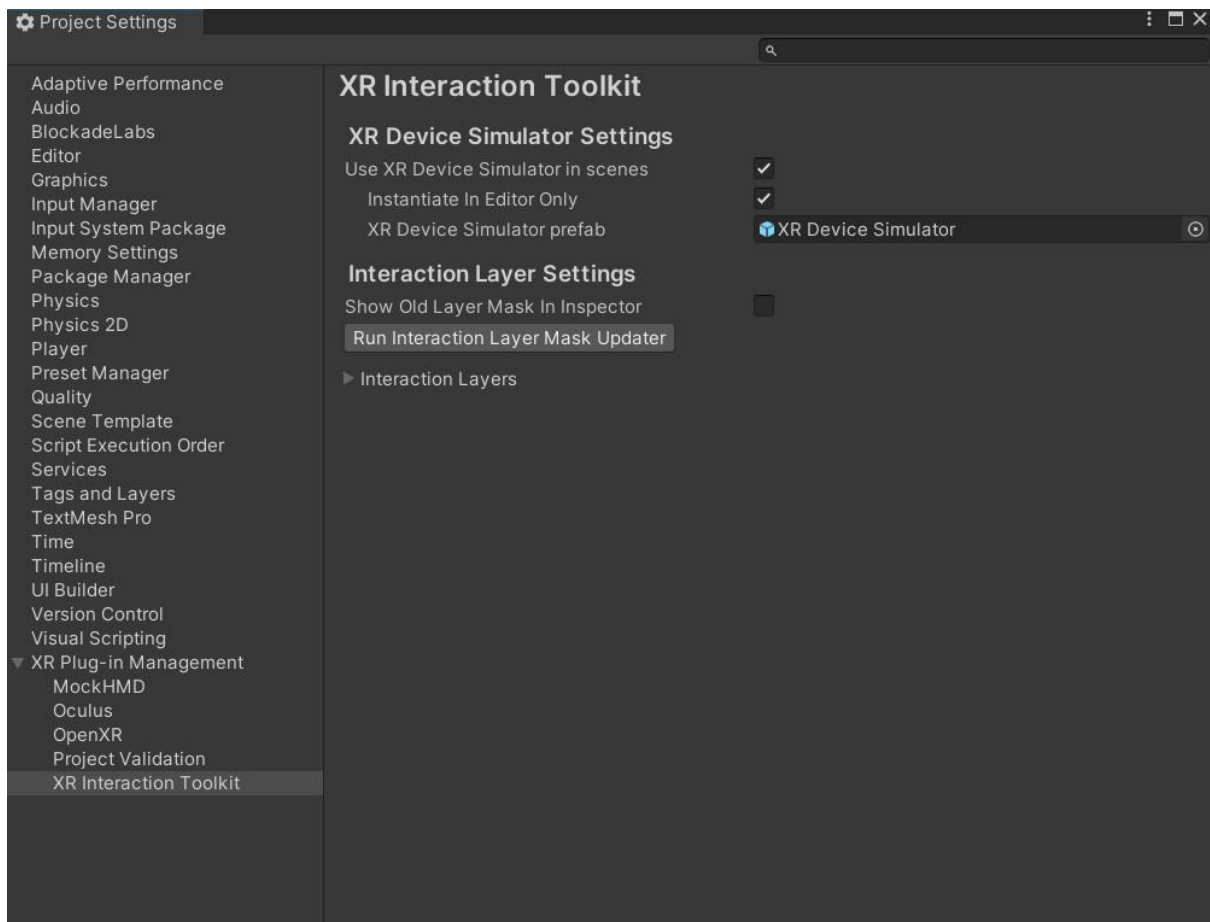 Project Settings
Adaptive Performance
Audio
BlockadeLabs
Editor
Graphics
Input Manager
Input System Package
Memory Settings
Package Manager
Physics
Physics 2D
Player
Preset Manager
Quality
Scene Template
Script Execution Order
Services
Tags and Layers
TextMesh Pro
Time
Timeline
UI Builder
Version Control
Visual Scripting
XR Plug-in Management
MockHMD
Oculus
OpenXR
Project Validation
XR Interaction Toolkit
XR Interaction Toolkit
XR Device Simulator Settings
Use XR Device Simulator in scenes
Instantiate In Editor Only
XR Device Simulator prefab XR Device Simulator
Interaction Layer Settings
Show Old Layer Mask In Inspector
Run Interaction Layer Mask Updater
Interaction Layers